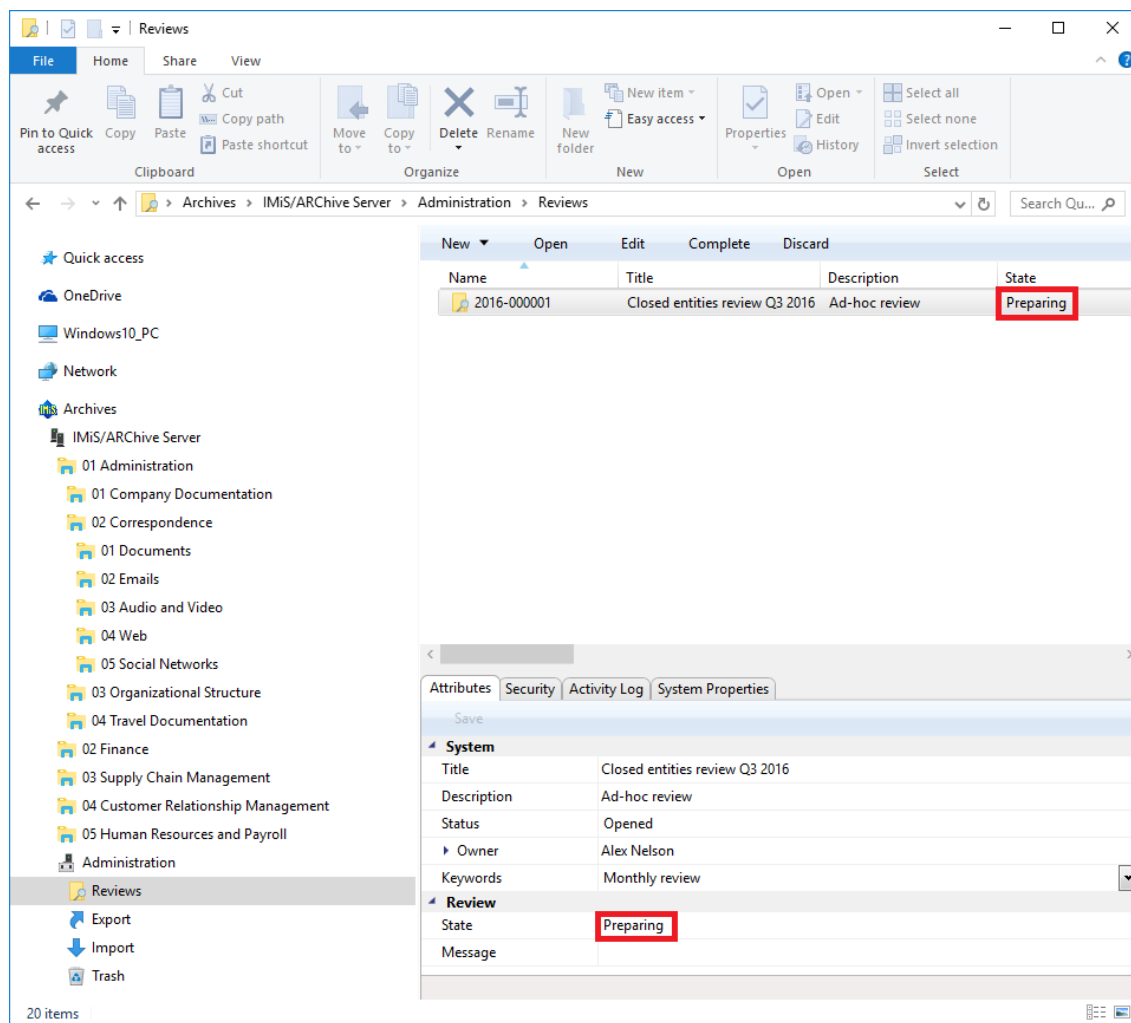 Reviews
File Home Share View
Pin to Quick access
Copy
Paste
Cut
Copy path
Paste shortcut
Clipboard
Move to
Copy to
Delete
Rename
Organize
New folder
New item
Easy access
New
Properties
Open
Edit
History
Open
Select all
Select none
Invert selection
Select
Archives > IMiS/ARChive Server > Administration > Reviews
Search Qu...
Quick access
OneDrive
Windows10_PC
Network
Archives
IMiS/ARChive Server
01 Administration
01 Company Documentation
02 Correspondence
01 Documents
02 Emails
03 Audio and Video
04 Web
05 Social Networks
03 Organizational Structure
04 Travel Documentation
02 Finance
03 Supply Chain Management
04 Customer Relationship Management
05 Human Resources and Payroll
Administration
Reviews
Export
Import
Trash
New Open Edit Complete Discard
Name Title Description State
2016-000001 Closed entities review Q3 2016 Ad-hoc review Preparing
Attributes Security Activity Log System Properties
Save
System
Title Closed entities review Q3 2016
Description Ad-hoc review
Status Opened
Owner Alex Nelson
Keywords Monthly review
Review
State Preparing
Message
20 items